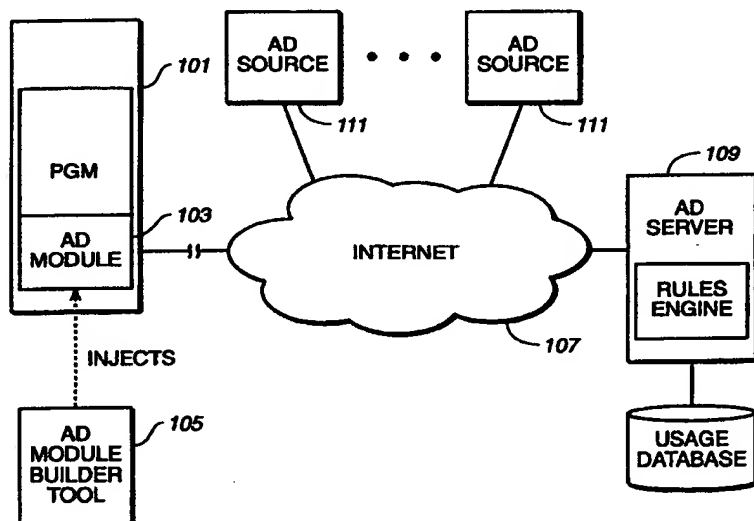 AD
SOURCE
• • •
AD
SOURCE
101
111
111
PGM
109
103
AD
MODULE
INTERNET
AD
SERVER
RULES
ENGINE
107
INJECTS
105
AD
MODULE
BUILDER
TOOL
USAGE
DATABASE